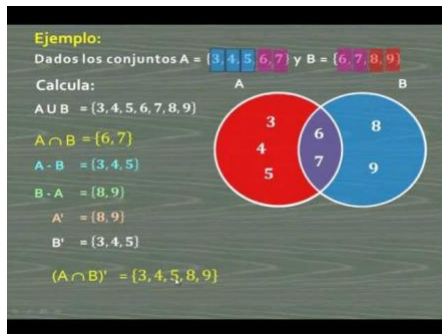 Ejemplo:
Dados los conjuntos A = {3, 4, 5, 6, 7} y B = {6, 7, 8, 9}
Calcula:
A U B = {3, 4, 5, 6, 7, 8, 9}
A ∩ B = {6, 7}
A - B = {3, 4, 5}
B - A = {8, 9}
A' = {8, 9}
B' = {3, 4, 5}
(A ∩ B)' = {3, 4, 5, 8, 9}
A B
3
4
5
6
7
8
9